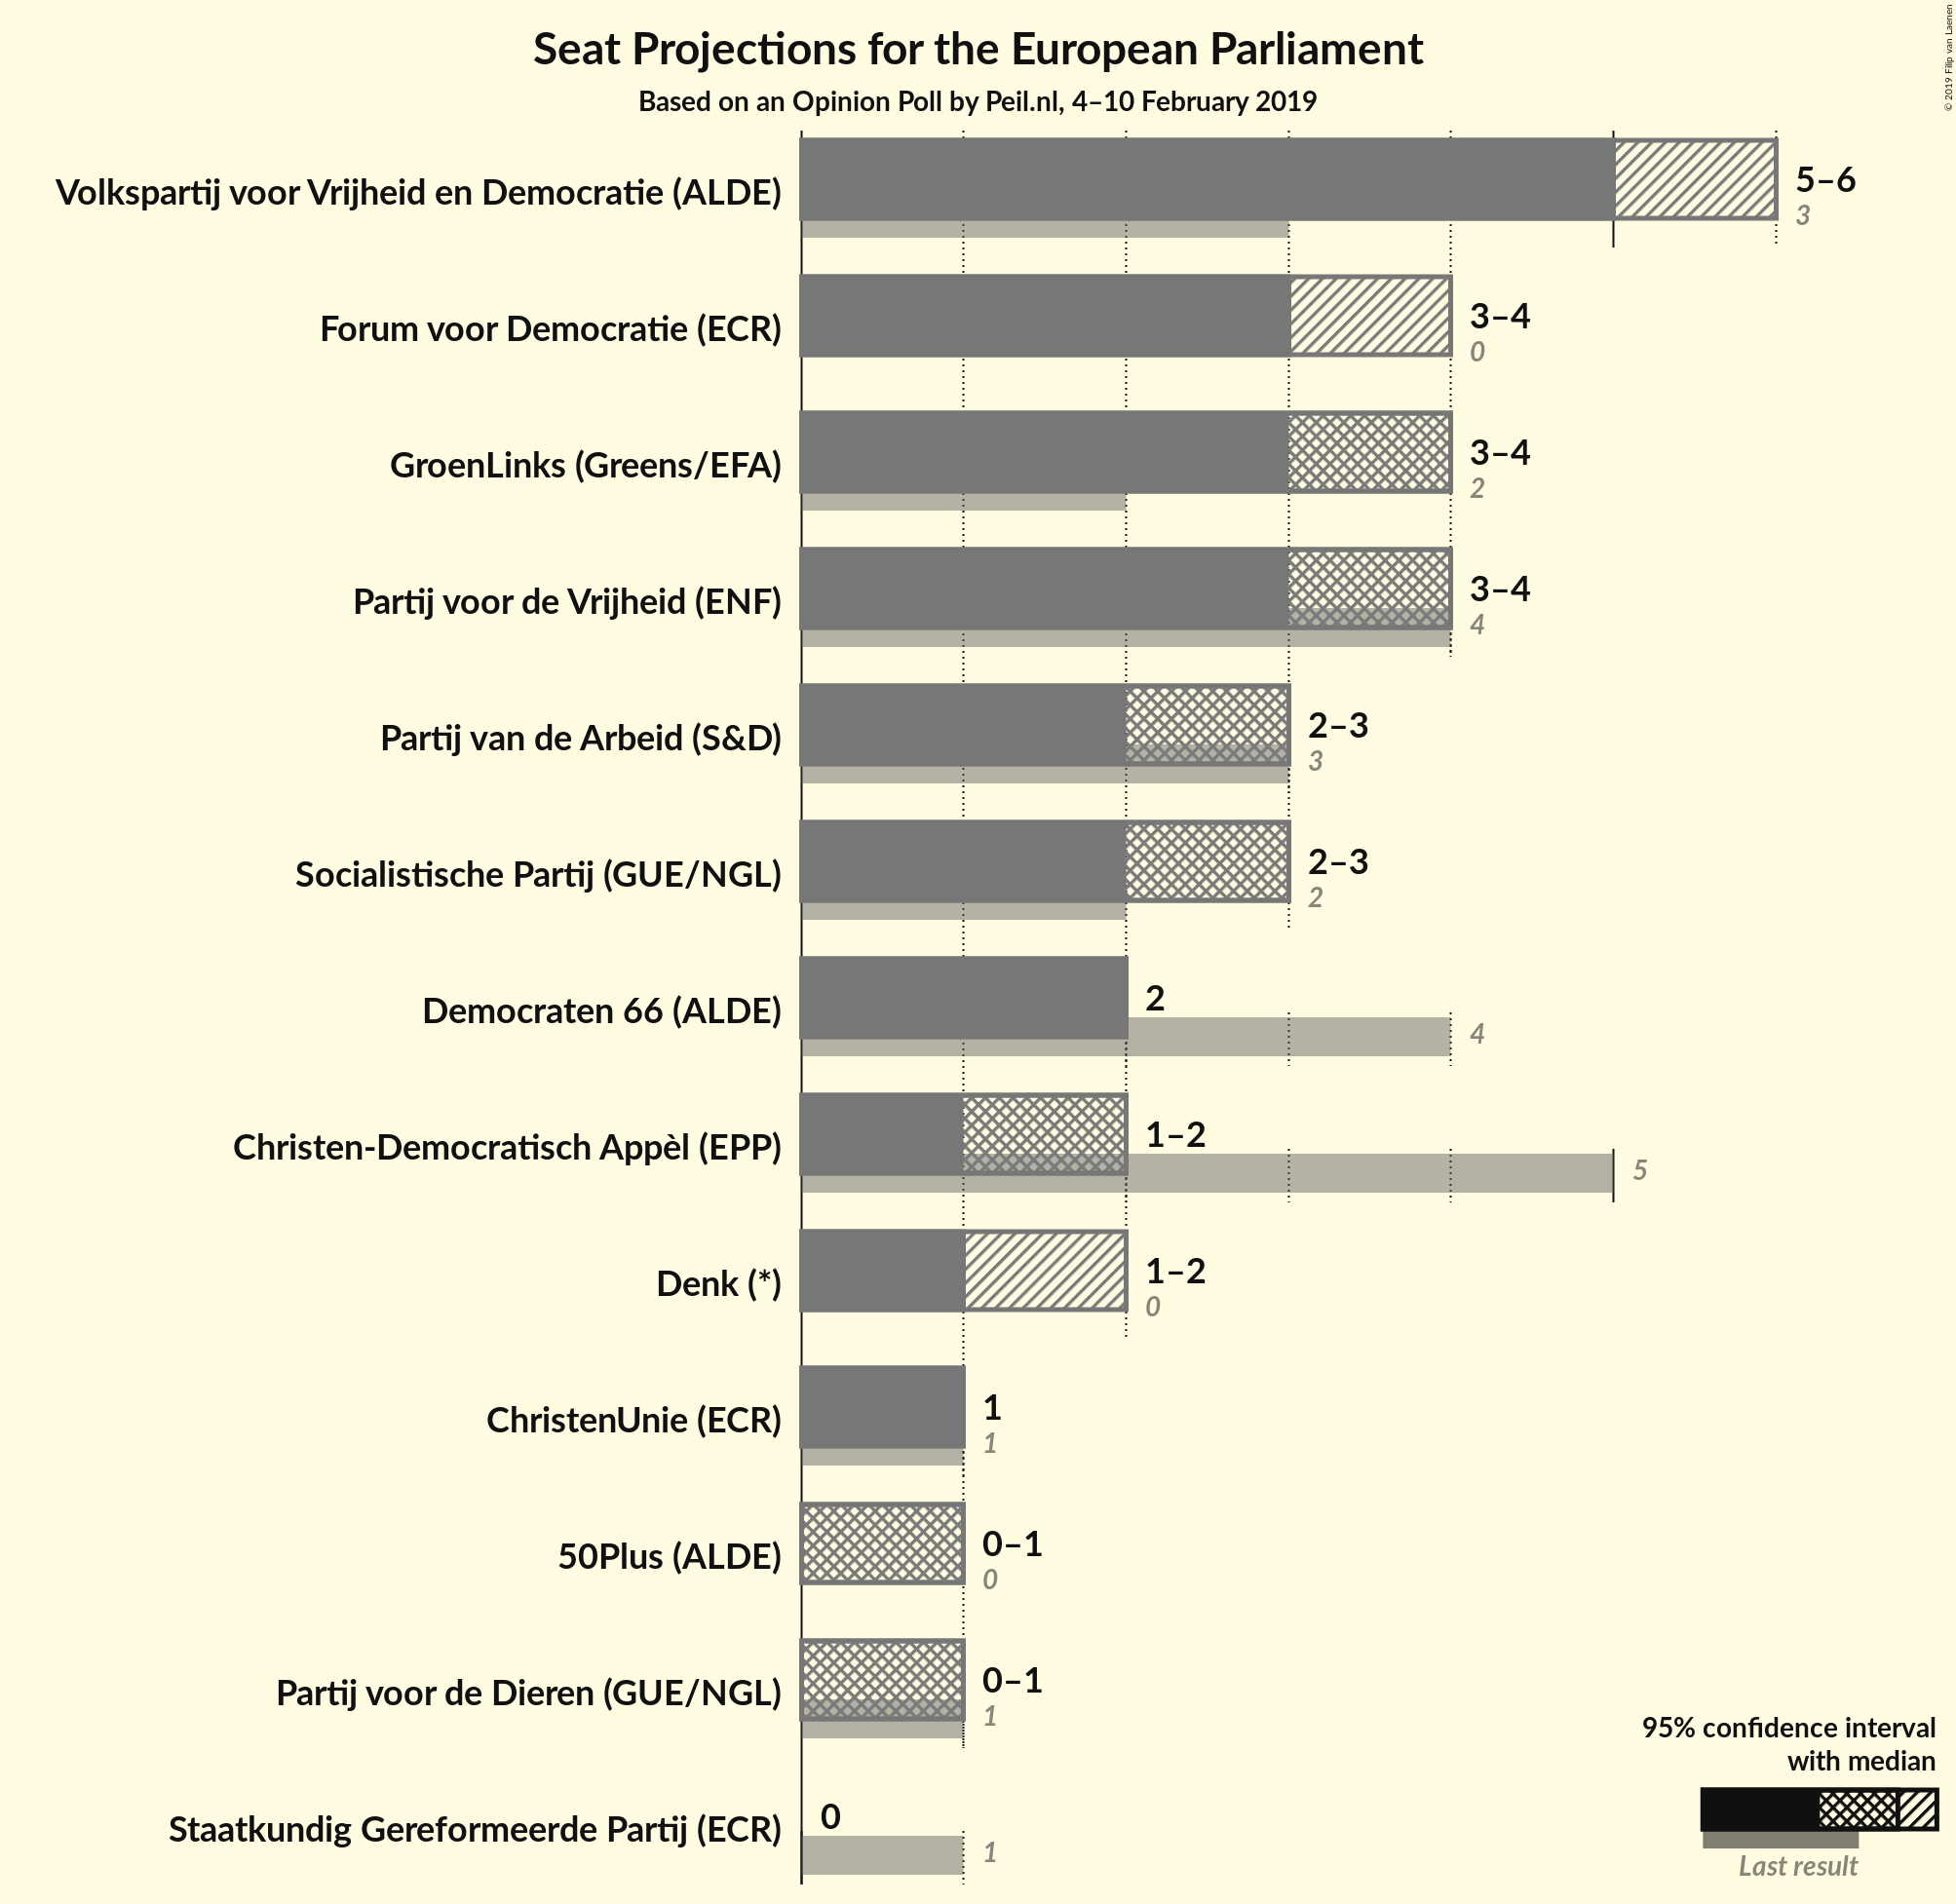 Seat Projections for the European Parliament
Based on an Opinion Poll by Peil.nl, 4–10 February 2019
© 2019 Filip van Laenen
Volkspartij voor Vrijheid en Democratie (ALDE)
5–6
3
Forum voor Democratie (ECR)
3–4
0
GroenLinks (Greens/EFA)
3–4
2
Partij voor de Vrijheid (ENF)
3–4
4
Partij van de Arbeid (S&D)
2–3
3
Socialistische Partij (GUE/NGL)
2–3
2
Democraten 66 (ALDE)
2
4
Christen-Democratisch Appèl (EPP)
1–2
5
Denk (*)
1–2
0
ChristenUnie (ECR)
1
1
50Plus (ALDE)
0–1
0
Partij voor de Dieren (GUE/NGL)
0–1
1
Staatkundig Gereformeerde Partij (ECR)
0
1
95% confidence interval
with median
Last result